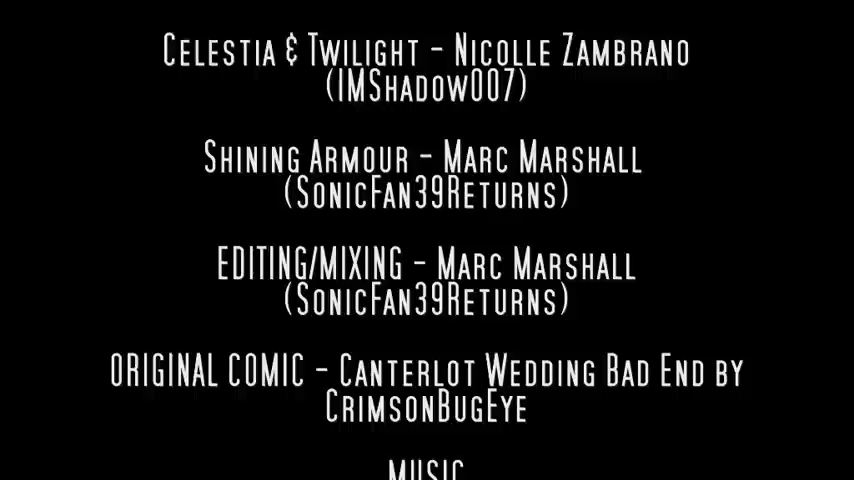 Celestia & Twilight - Nicolle Zambrano
(IMShadow007)
Shining Armour - Marc Marshall
(SonicFan39Returns)
EDITING/MIXING - Marc Marshall
(SonicFan39Returns)
ORIGINAL COMIC - Canterlot Wedding Bad End by
CrimsonBugEye
MUSIC